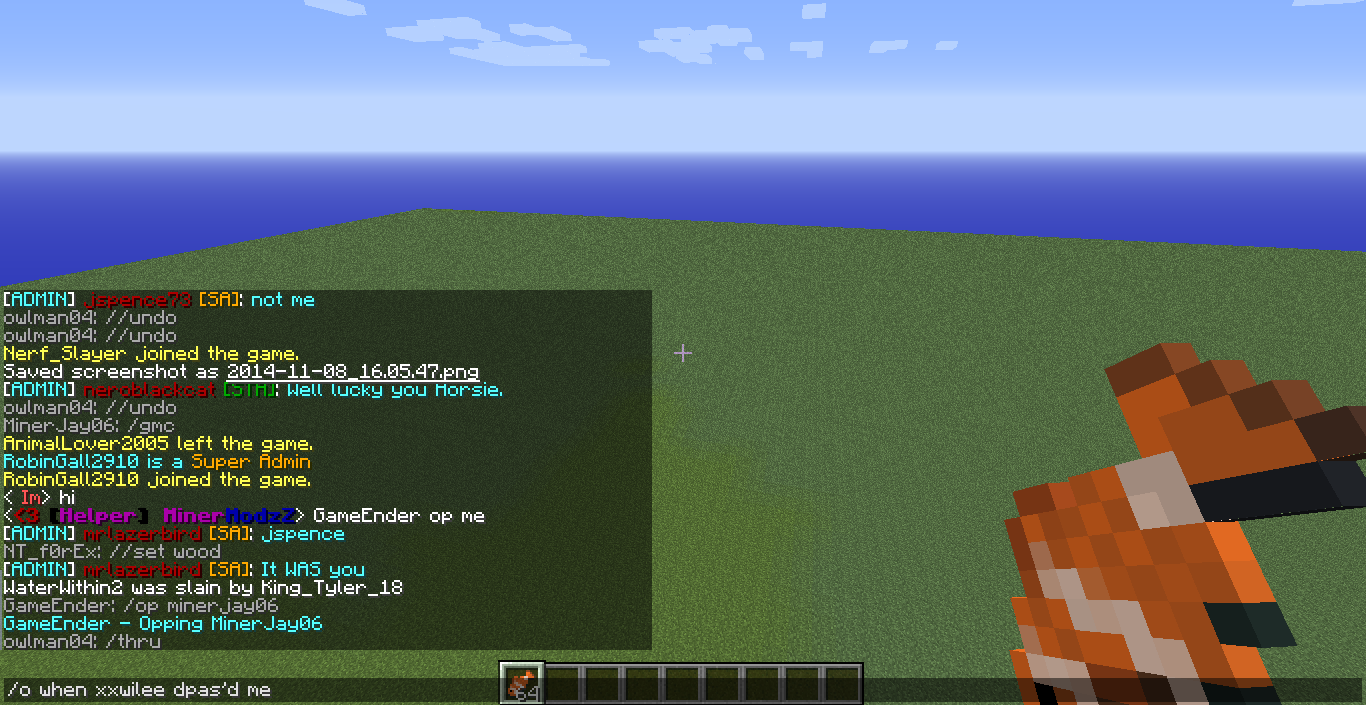 [ADMIN] jspence73 [SA]: not me
owlman04: //undo
owlman04: //undo
Nerf_Slayer joined the game.
Saved screenshot as 2014-11-08_16.05.47.png
[ADMIN] neroblackcat [STA]: Well lucky you Horsie.
owlman04: //undo
MinerJay06: /gmc
AnimalLover2005 left the game.
RobinGall2910 is a Super Admin
RobinGall2910 joined the game.
< Im> hi
<<3 [Helper] MinerModzZ> GameEnder op me
[ADMIN] mrlazerbird [SA]: jspence
NT_f0rEx: //set wood
[ADMIN] mrlazerbird [SA]: It WAS you
WaterWithin2 was slain by King_Tyler_18
GameEnder: /op minerjay06
GameEnder - Opping MinerJay06
owlman04: /thru
64
/o when xxwilee dpas'd me